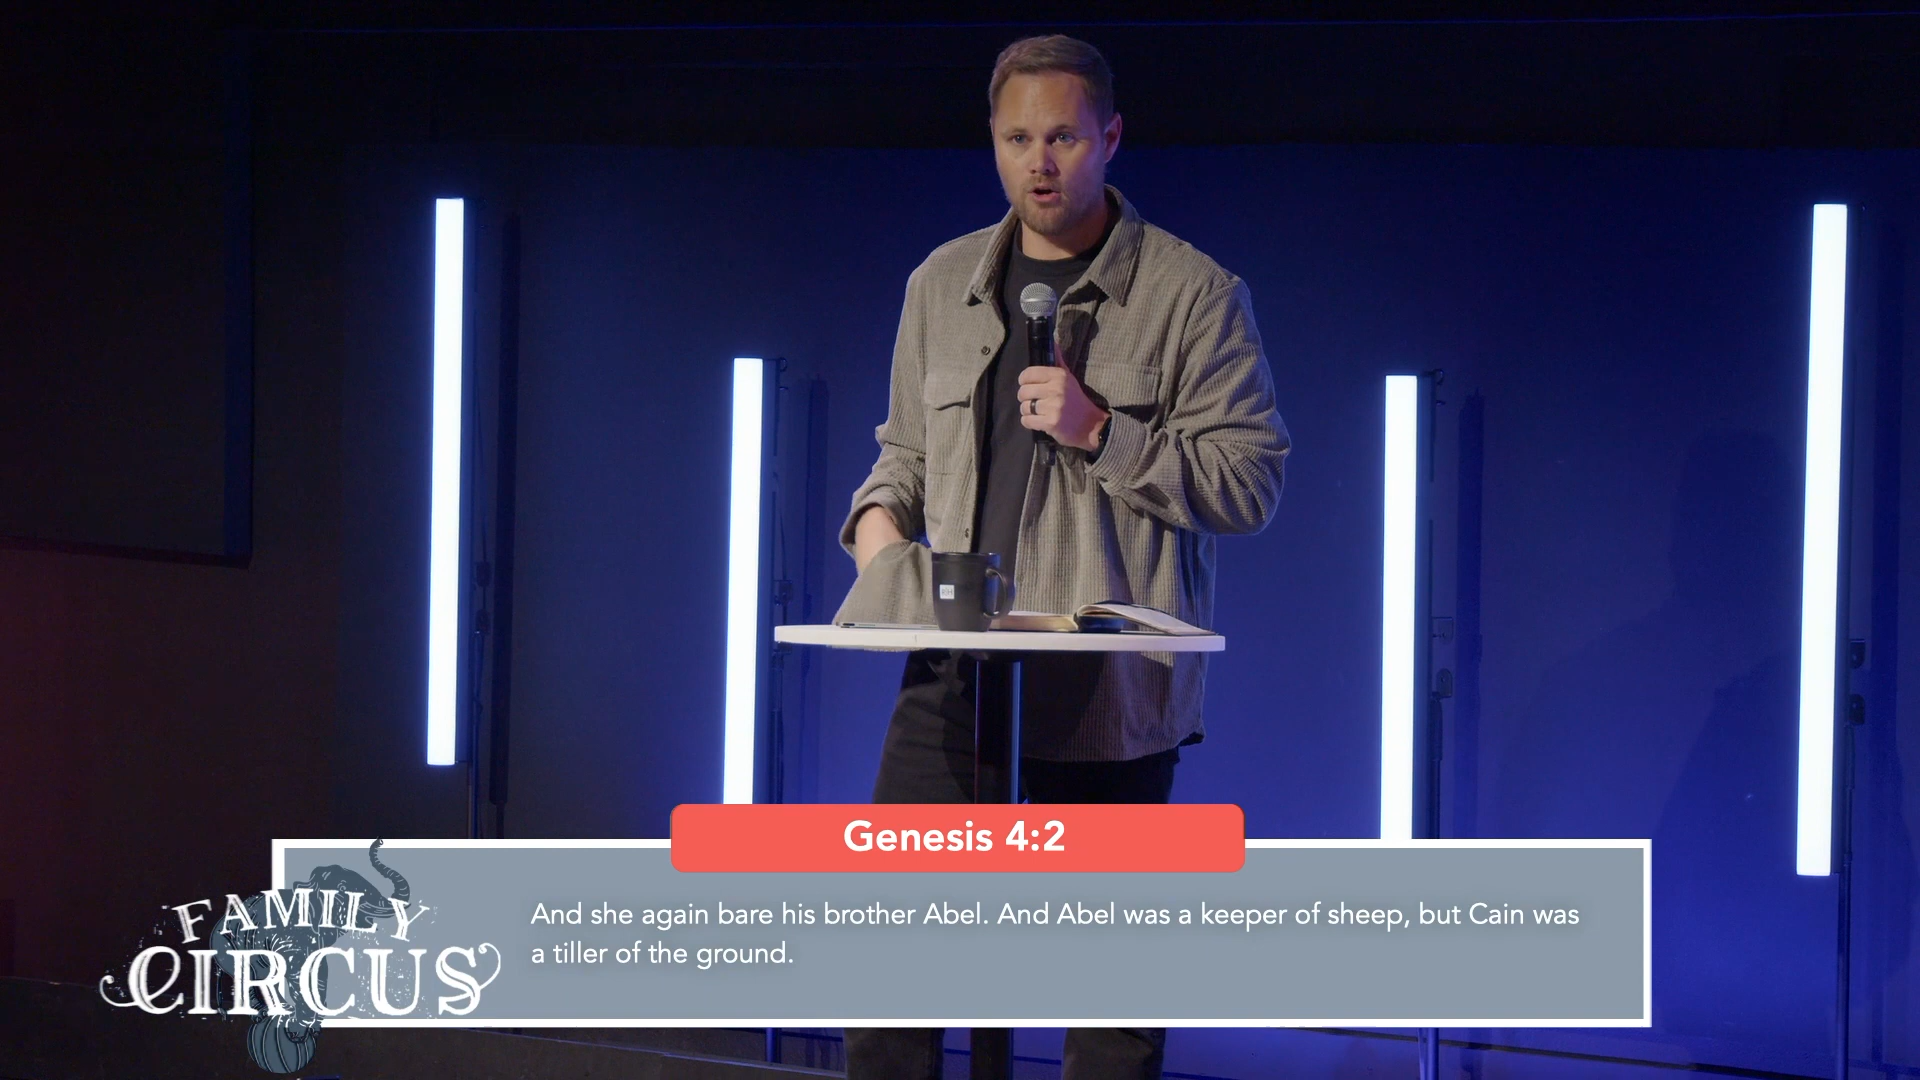 Genesis 4:2
And she again bare his brother Abel. And Abel was a keeper of sheep, but Cain was
a tiller of the ground.
FAMILY
CIRCUS